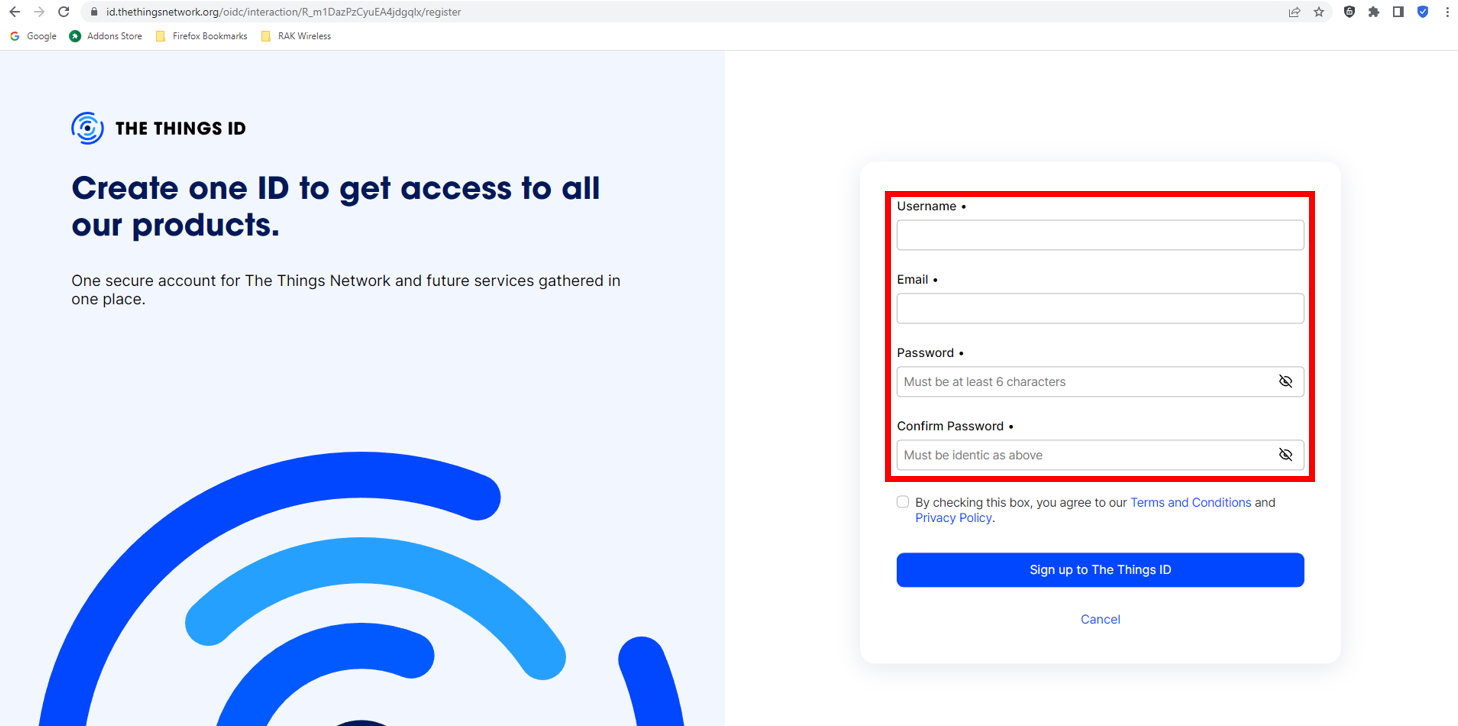 id.thethingsnetwork.org/oidc/interaction/R_m1DazPzCyuEA4jdgqIx/register
Google Addons Store Firefox Bookmarks RAK Wireless
THE THINGS ID
Create one ID to get access to all
our products.
One secure account for The Things Network and future services gathered in
one place.
Username •
Email •
Password •
Must be at least 6 characters
Confirm Password •
Must be identic as above
By checking this box, you agree to our Terms and Conditions and
Privacy Policy.
Sign up to The Things ID
Cancel